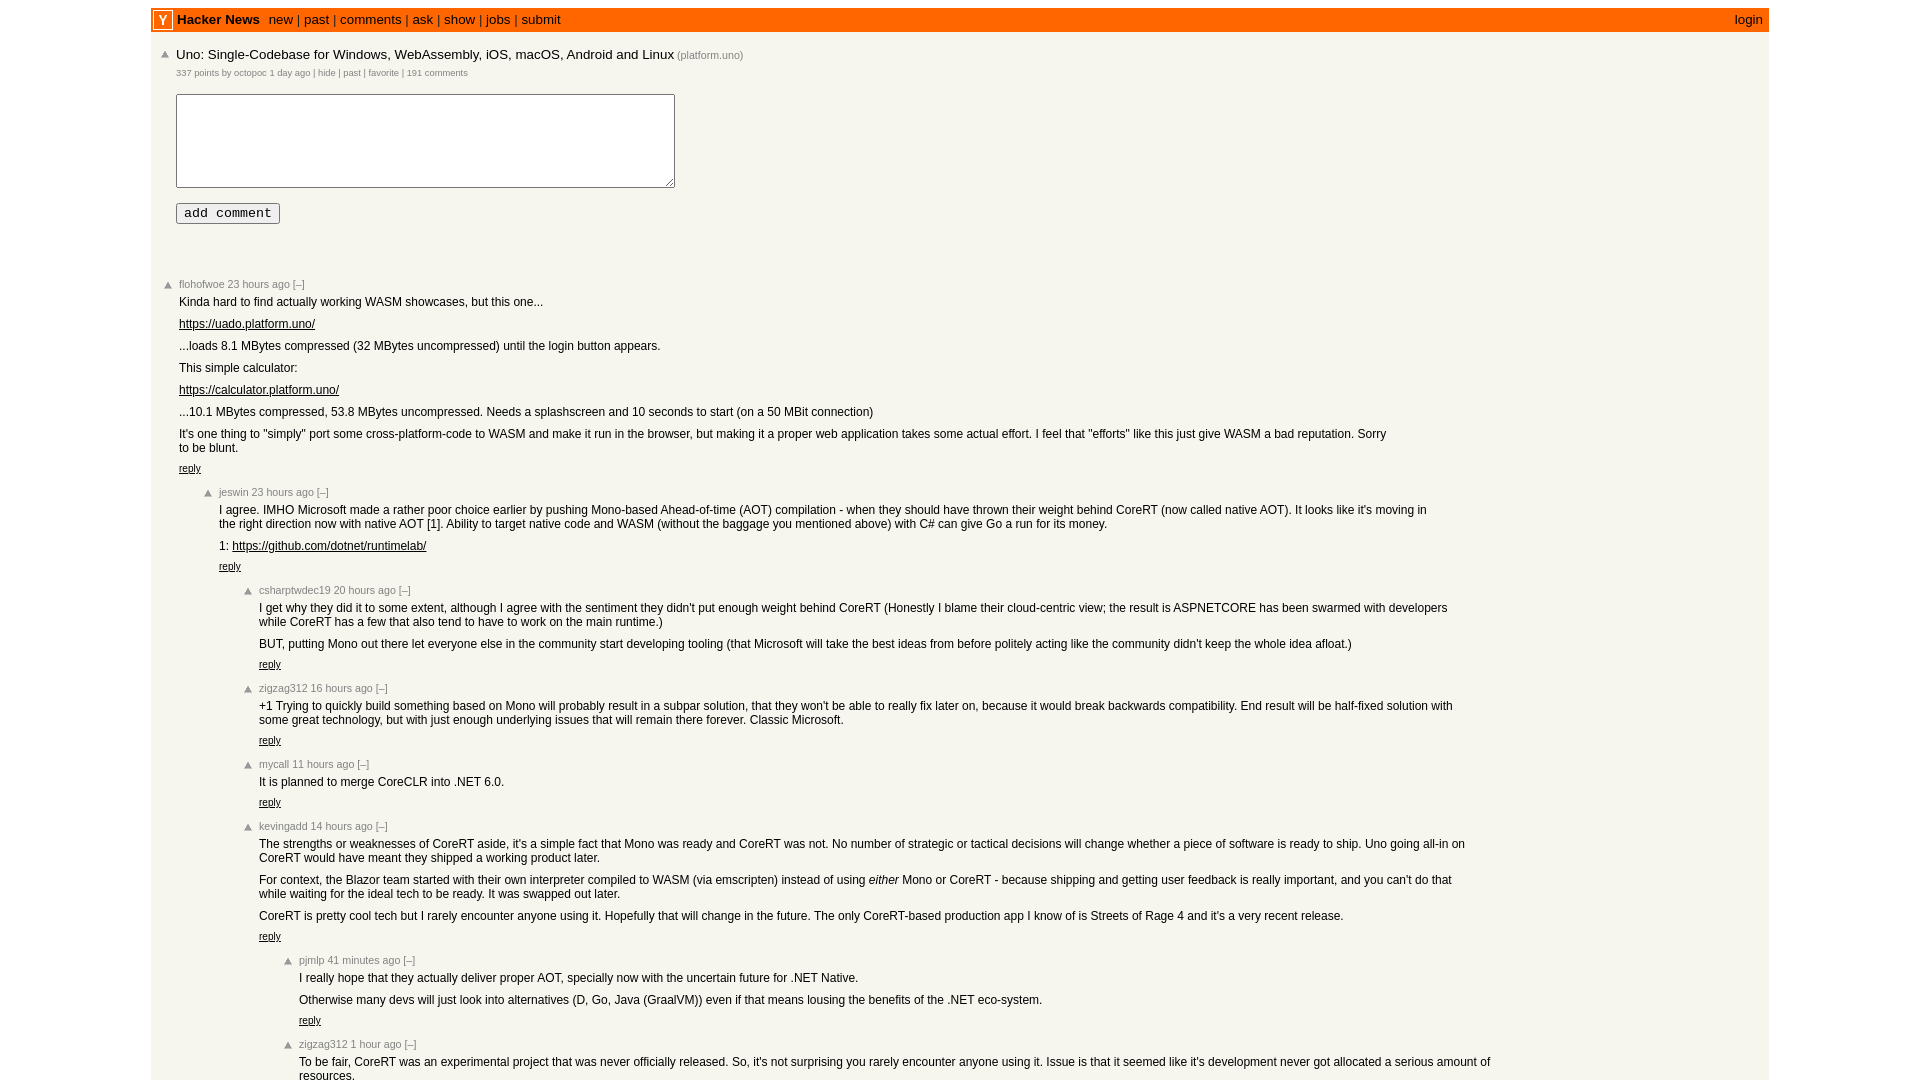 Y Hacker News new | past | comments | ask | show | jobs | submit login
Uno: Single-Codebase for Windows, WebAssembly, iOS, macOS, Android and Linux (platform.uno)
337 points by octopoc 1 day ago | hide | past | favorite | 191 comments
add comment
flohofwoe 23 hours ago [–]
Kinda hard to find actually working WASM showcases, but this one...
https://uado.platform.uno/
...loads 8.1 MBytes compressed (32 MBytes uncompressed) until the login button appears.
This simple calculator:
https://calculator.platform.uno/
...10.1 MBytes compressed, 53.8 MBytes uncompressed. Needs a splashscreen and 10 seconds to start (on a 50 MBit connection)
It's one thing to "simply" port some cross-platform-code to WASM and make it run in the browser, but making it a proper web application takes some actual effort. I feel that "efforts" like this just give WASM a bad reputation. Sorry
to be blunt.
reply
jeswin 23 hours ago [–]
I agree. IMHO Microsoft made a rather poor choice earlier by pushing Mono-based Ahead-of-time (AOT) compilation - when they should have thrown their weight behind CoreRT (now called native AOT). It looks like it's moving in
the right direction now with native AOT [1]. Ability to target native code and WASM (without the baggage you mentioned above) with C# can give Go a run for its money.
1: https://github.com/dotnet/runtimelab/
reply
csharptwdec19 20 hours ago [–]
I get why they did it to some extent, although I agree with the sentiment they didn't put enough weight behind CoreRT (Honestly I blame their cloud-centric view; the result is ASPNETCORE has been swarmed with developers
while CoreRT has a few that also tend to have to work on the main runtime.)
BUT, putting Mono out there let everyone else in the community start developing tooling (that Microsoft will take the best ideas from before politely acting like the community didn't keep the whole idea afloat.)
reply
zigzag312 16 hours ago [–]
+1 Trying to quickly build something based on Mono will probably result in a subpar solution, that they won't be able to really fix later on, because it would break backwards compatibility. End result will be half-fixed solution with
some great technology, but with just enough underlying issues that will remain there forever. Classic Microsoft.
reply
mycall 11 hours ago [–]
It is planned to merge CoreCLR into .NET 6.0.
reply
kevingadd 14 hours ago [–]
The strengths or weaknesses of CoreRT aside, it's a simple fact that Mono was ready and CoreRT was not. No number of strategic or tactical decisions will change whether a piece of software is ready to ship. Uno going all-in on
CoreRT would have meant they shipped a working product later.
For context, the Blazor team started with their own interpreter compiled to WASM (via emscripten) instead of using either Mono or CoreRT - because shipping and getting user feedback is really important, and you can't do that
while waiting for the ideal tech to be ready. It was swapped out later.
CoreRT is pretty cool tech but I rarely encounter anyone using it. Hopefully that will change in the future. The only CoreRT-based production app I know of is Streets of Rage 4 and it's a very recent release.
reply
pjmlp 41 minutes ago [–]
I really hope that they actually deliver proper AOT, specially now with the uncertain future for .NET Native.
Otherwise many devs will just look into alternatives (D, Go, Java (GraalVM)) even if that means lousing the benefits of the .NET eco-system.
reply
zigzag312 1 hour ago [–]
To be fair, CoreRT was an experimental project that was never officially released. So, it's not surprising you rarely encounter anyone using it. Issue is that it seemed like it's development never got allocated a serious amount of
resources.